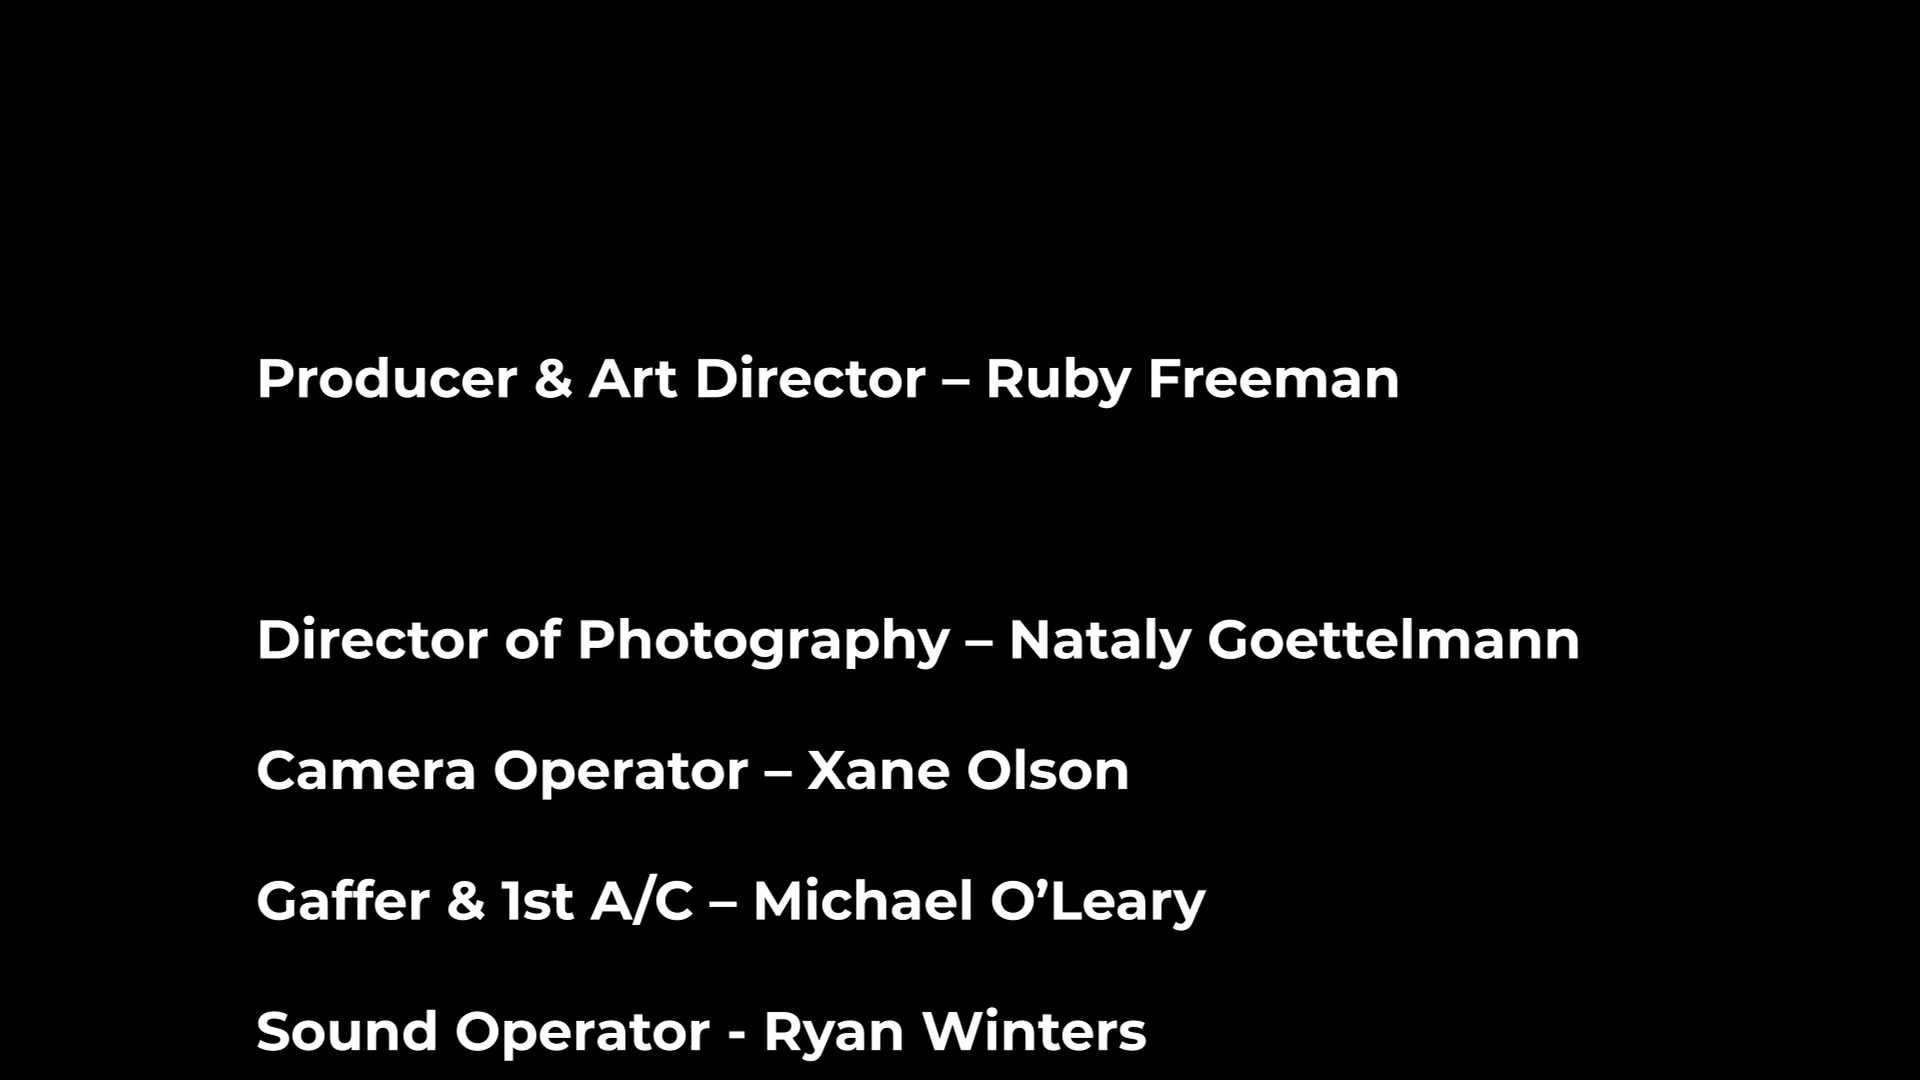 Producer & Art Director – Ruby Freeman
Director of Photography – Nataly Goettelmann
Camera Operator – Xane Olson
Gaffer & 1st A/C – Michael O’Leary
Sound Operator - Ryan Winters